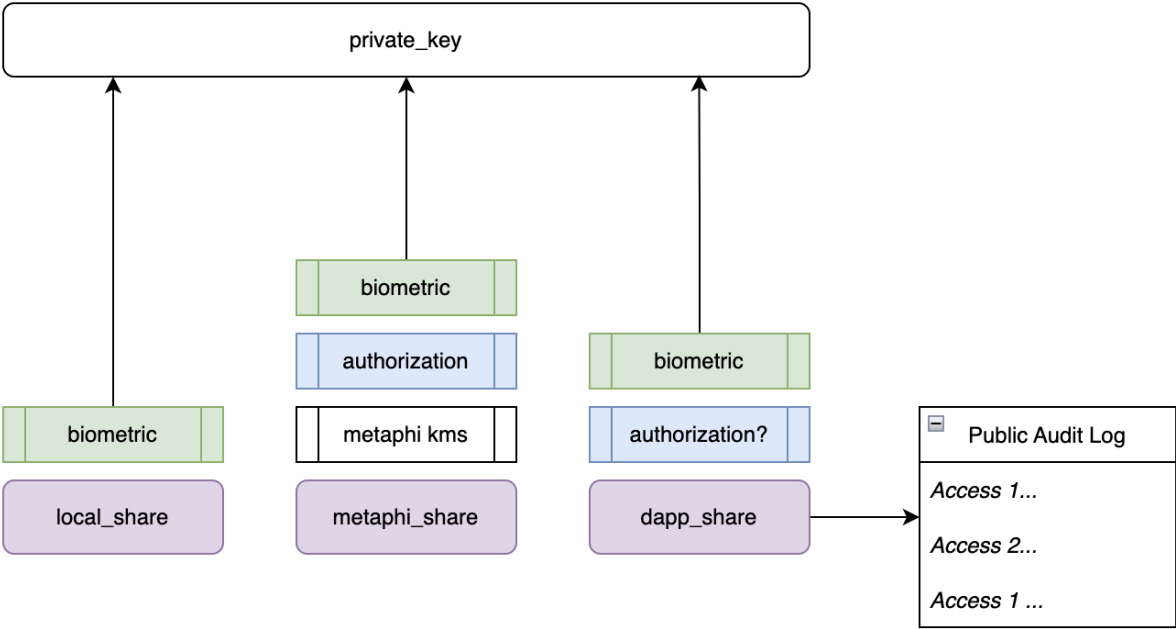 private_key
biometric
biometric
authorization
biometric
metaphi kms
authorization?
local_share
metaphi_share
dapp_share
Public Audit Log
Access 1...
Access 2...
Access 1 ...